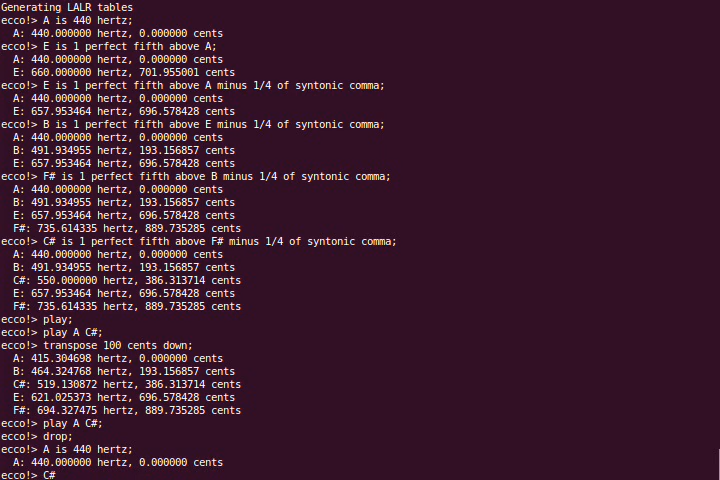 Generating LALR tables
ecco!> A is 440 hertz;
  A: 440.000000 hertz, 0.000000 cents
ecco!> E is 1 perfect fifth above A;
  A: 440.000000 hertz, 0.000000 cents
  E: 660.000000 hertz, 701.955001 cents
ecco!> E is 1 perfect fifth above A minus 1/4 of syntonic comma;
  A: 440.000000 hertz, 0.000000 cents
  E: 657.953464 hertz, 696.578428 cents
ecco!> B is 1 perfect fifth above E minus 1/4 of syntonic comma;
  A: 440.000000 hertz, 0.000000 cents
  B: 491.934955 hertz, 193.156857 cents
  E: 657.953464 hertz, 696.578428 cents
ecco!> F# is 1 perfect fifth above B minus 1/4 of syntonic comma;
  A: 440.000000 hertz, 0.000000 cents
  B: 491.934955 hertz, 193.156857 cents
  E: 657.953464 hertz, 696.578428 cents
  F#: 735.614335 hertz, 889.735285 cents
ecco!> C# is 1 perfect fifth above F# minus 1/4 of syntonic comma;
  A: 440.000000 hertz, 0.000000 cents
  B: 491.934955 hertz, 193.156857 cents
  C#: 550.000000 hertz, 386.313714 cents
  E: 657.953464 hertz, 696.578428 cents
  F#: 735.614335 hertz, 889.735285 cents
ecco!> play;
ecco!> play A C#;
ecco!> transpose 100 cents down;
  A: 415.304698 hertz, 0.000000 cents
  B: 464.324768 hertz, 193.156857 cents
  C#: 519.130872 hertz, 386.313714 cents
  E: 621.025373 hertz, 696.578428 cents
  F#: 694.327475 hertz, 889.735285 cents
ecco!> play A C#;
ecco!> drop;
ecco!> A is 440 hertz;
  A: 440.000000 hertz, 0.000000 cents
ecco!> C#